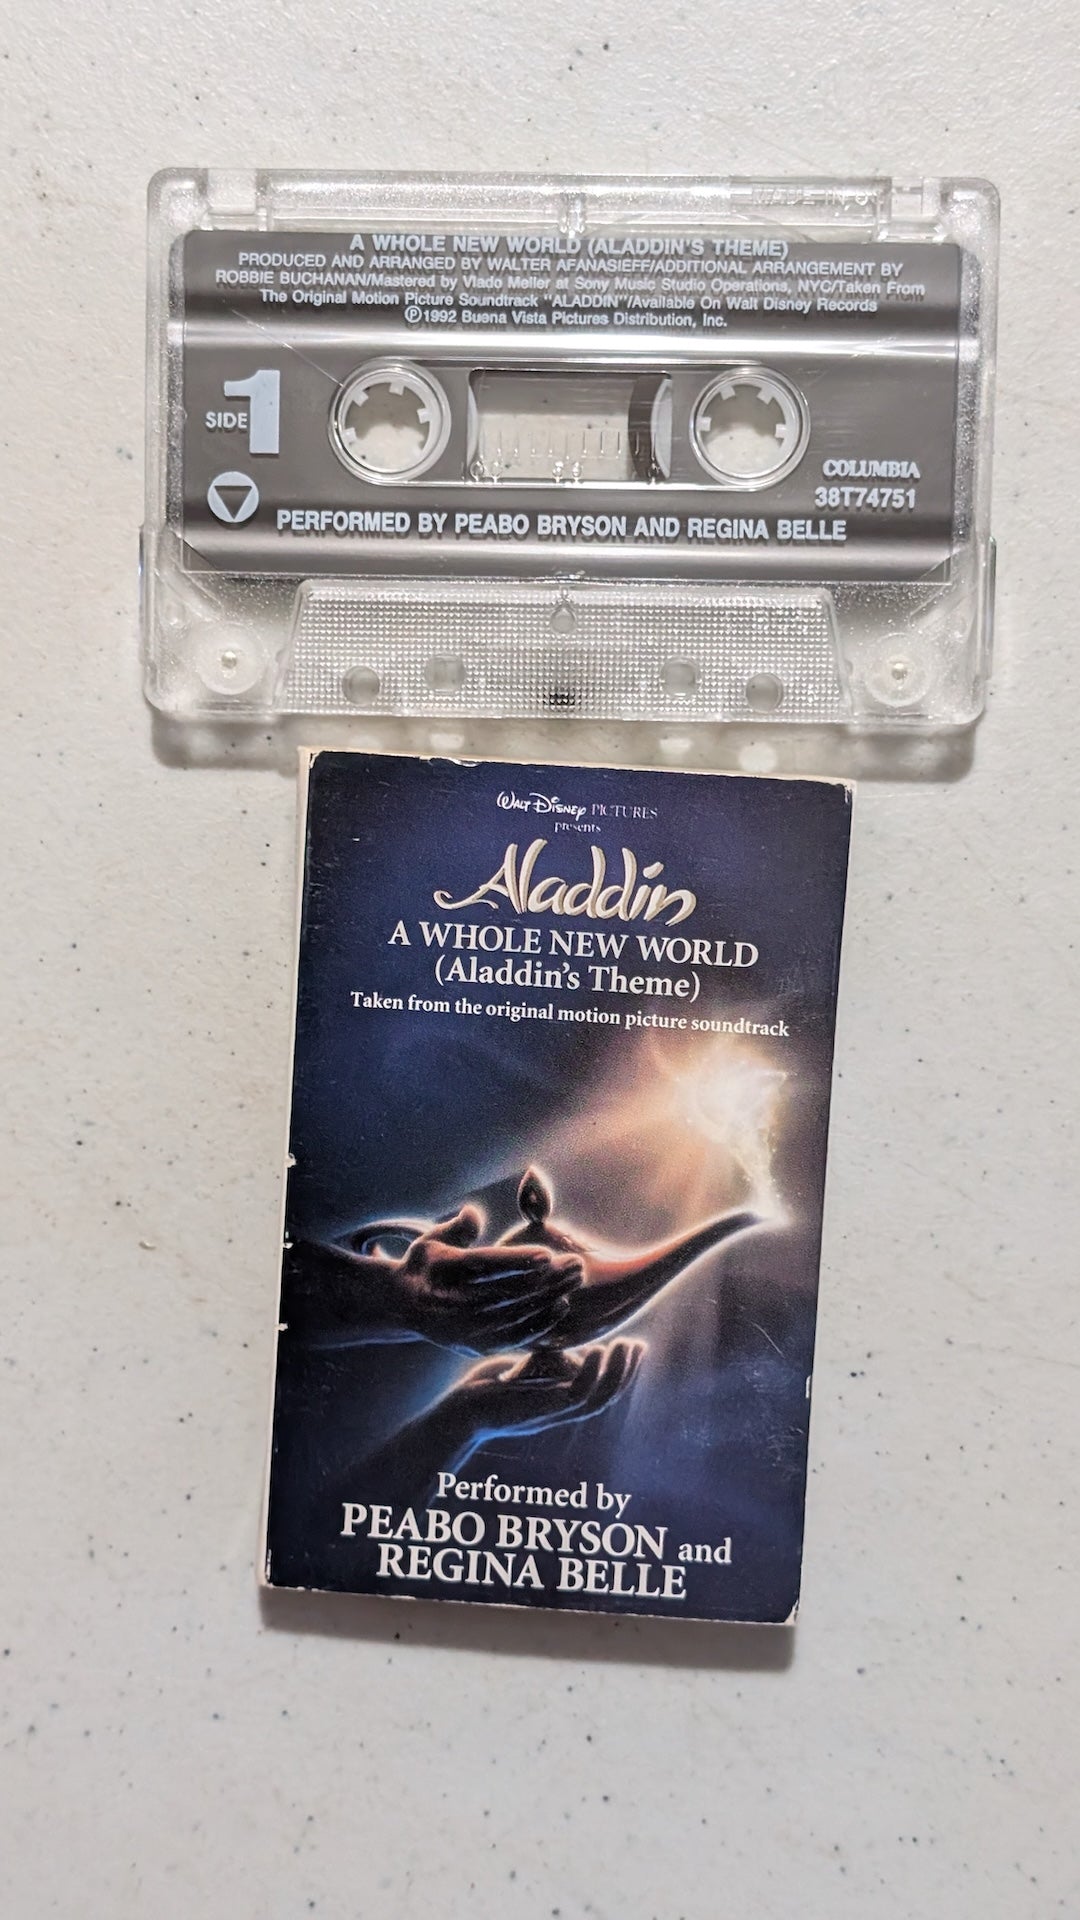 MADE IN
A WHOLE NEW WORLD (ALADDIN'S THEME)
PRODUCED AND ARRANGED BY WALTER AFANASIEFF/ADDITIONAL ARRANGEMENT BY
ROBBIE BUCHANAN/Mastered by Vlado Meller at Sony Music Studio Operations, NYC/Taken From
The Original Motion Picture Soundtrack "ALADDIN"/Available On Walt Disney Records
℗1992 Buena Vista Pictures Distribution, Inc.
SIDE 1
COLUMBIA
38T74751
PERFORMED BY PEABO BRYSON AND REGINA BELLE
WALT DISNEY PICTURES
presents
Aladdin
A WHOLE NEW WORLD
(Aladdin's Theme)
Taken from the original motion picture soundtrack
Performed by
PEABO BRYSON and
REGINA BELLE